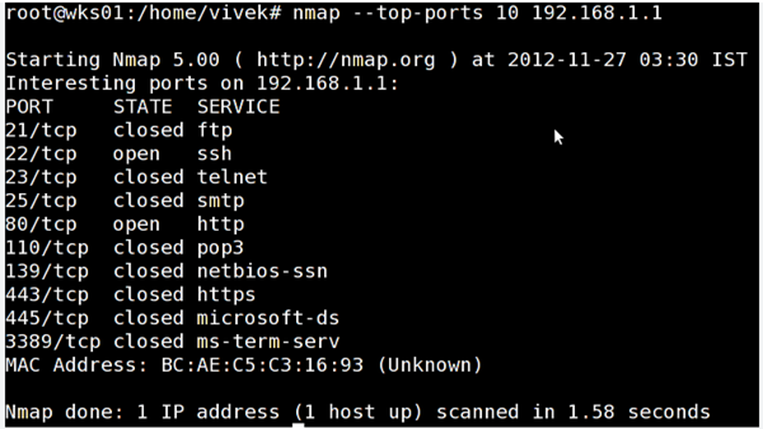 root@wks01:/home/vivek# nmap --top-ports 10 192.168.1.1
Starting Nmap 5.00 ( http://nmap.org ) at 2012-11-27 03:30 IST
Interesting ports on 192.168.1.1:
PORT     STATE  SERVICE
21/tcp   closed ftp
22/tcp   open   ssh
23/tcp   closed telnet
25/tcp   closed smtp
80/tcp   open   http
110/tcp  closed pop3
139/tcp  closed netbios-ssn
443/tcp  closed https
445/tcp  closed microsoft-ds
3389/tcp closed ms-term-serv
MAC Address: BC:AE:C5:C3:16:93 (Unknown)
Nmap done: 1 IP address (1 host up) scanned in 1.58 seconds